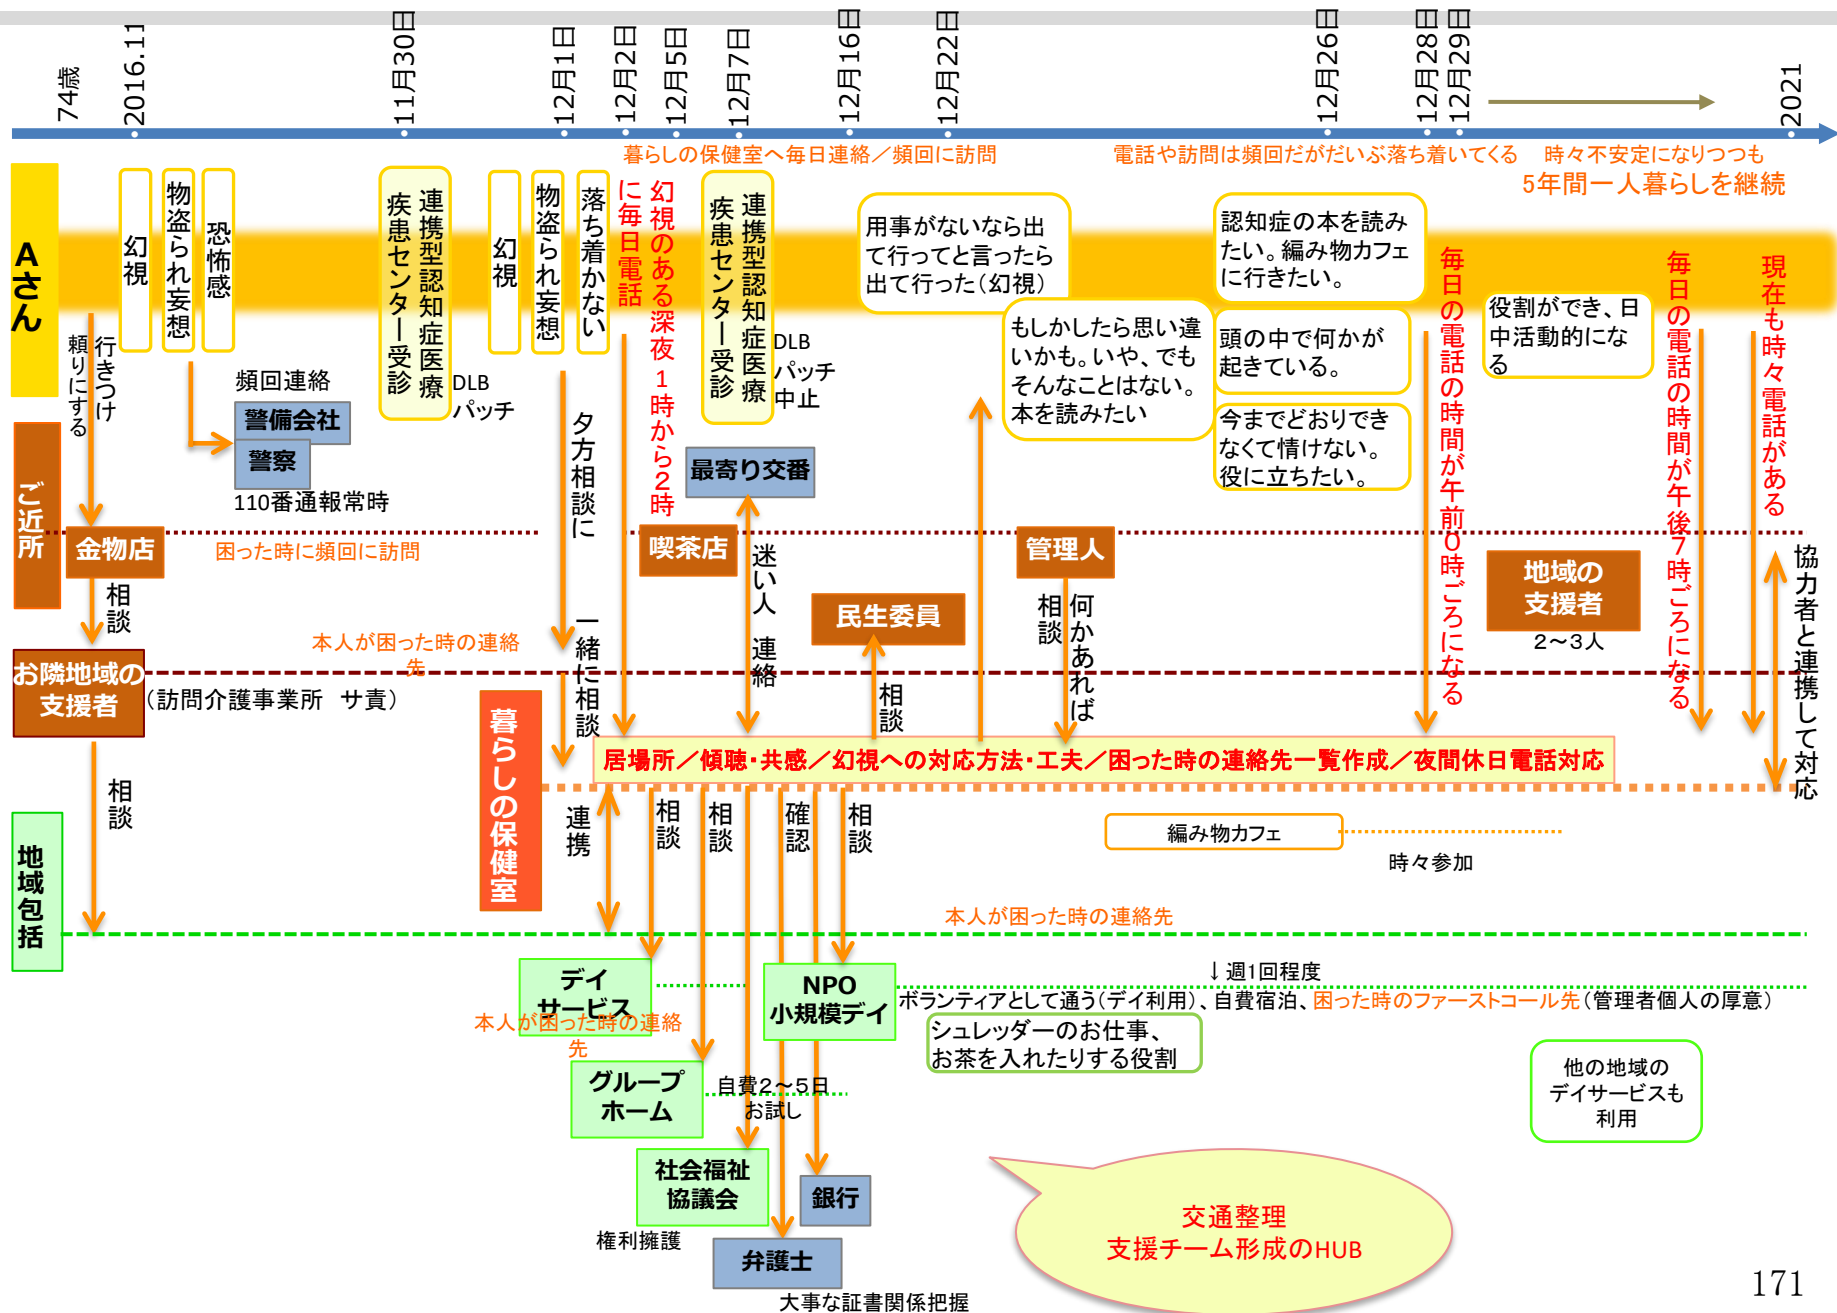 74歳
2016.11
11月30日
12月1日
12月2日
12月5日
12月7日
12月16日
12月22日
12月26日
12月28日
12月29日
2021
暮らしの保健室へ毎日連絡／頻回に訪問
電話や訪問は頻回だがだいぶ落ち着いてくる
時々不安定になりつつも
5年間一人暮らしを継続
Aさん
幻視
物盗られ妄想
恐怖感
連携型認知症医療
疾患センター受診
DLB
パッチ
幻視
物盗られ妄想
落ち着かない
幻視のある深夜1時から2時
に毎日電話
連携型認知症医療
疾患センター受診
DLB
パッチ
中止
用事がないなら出
て行ってと言ったら
出て行った（幻視）
もしかしたら思い違
いかも。いや、でも
そんなことはない。
本を読みたい
認知症の本を読み
たい。編み物カフェ
に行きたい。
頭の中で何かが
起きている。
今までどおりでき
なくて情けない。
役に立ちたい。
毎日の電話の時間が午前0時ごろになる
役割ができ、日
中活動的にな
る
毎日の電話の時間が午後7時ごろになる
現在も時々電話がある
行きつけ
頼りにする
頻回連絡
警備会社
警察
110番通報常時
夕方相談に
最寄り交番
ご近所
金物店
困った時に頻回に訪問
喫茶店
迷い人 連絡
管理人
何かあれば
相談
地域の
支援者
2～3人
協力者と連携して対応
相談
民生委員
相談
本人が困った時の連絡
先
お隣地域の
支援者
（訪問介護事業所 サ責）
一緒に相談
暮らしの保健室
居場所／傾聴・共感／幻視への対応方法・工夫／困った時の連絡先一覧作成／夜間休日電話対応
相談
連携
相談
相談
確認
相談
編み物カフェ
時々参加
地域包括
本人が困った時の連絡先
デイ
サービス
本人が困った時の連絡
先
NPO
小規模デイ
↓週1回程度
ボランティアとして通う（デイ利用）、自費宿泊、困った時のファーストコール先（管理者個人の厚意）
シュレッダーのお仕事、
お茶を入れたりする役割
グループ
ホーム
自費2～5日
お試し
他の地域の
デイサービスも
利用
社会福祉
協議会
権利擁護
銀行
弁護士
大事な証書関係把握
交通整理
支援チーム形成のHUB
171